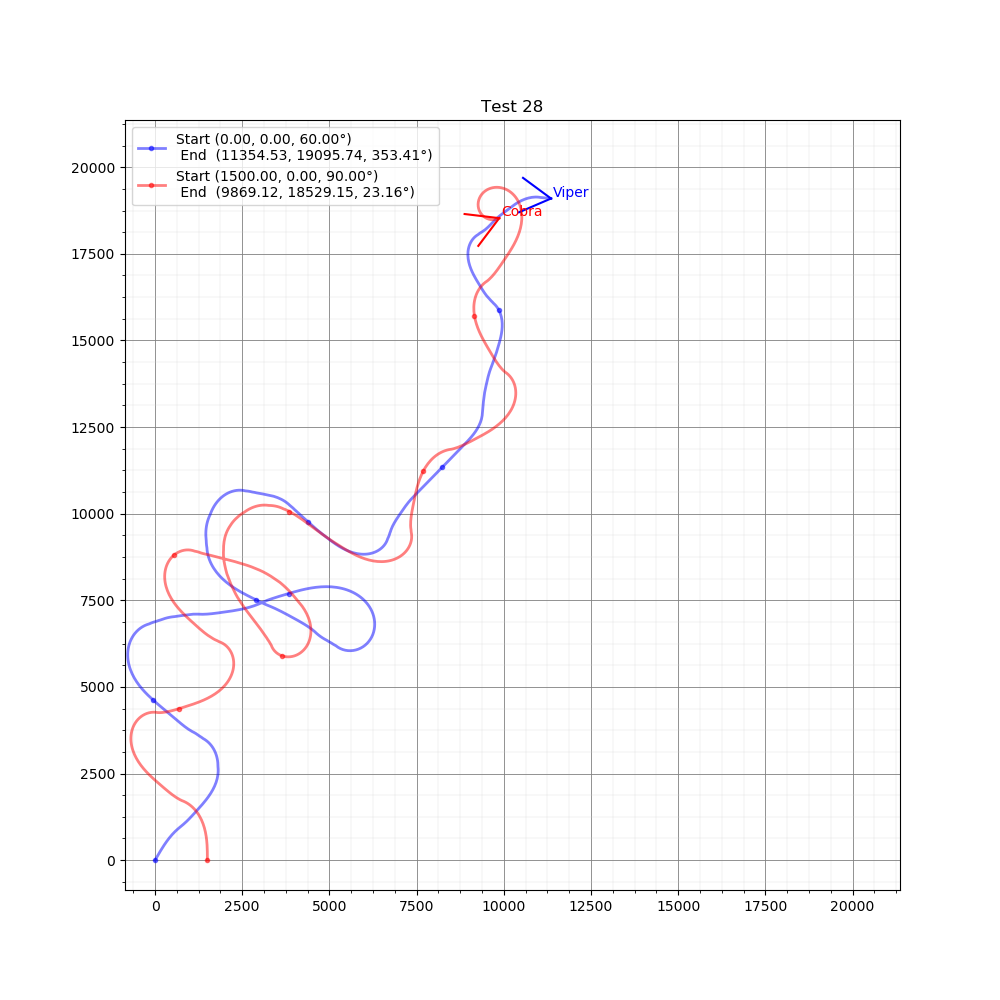 Test 28
Start (0.00, 0.00, 60.00°)
End (11354.53, 19095.74, 353.41°)
Start (1500.00, 0.00, 90.00°)
End (9869.12, 18529.15, 23.16°)
Viper
Cobra
20000
17500
15000
12500
10000
7500
5000
2500
0
0 2500 5000 7500 10000 12500 15000 17500 20000